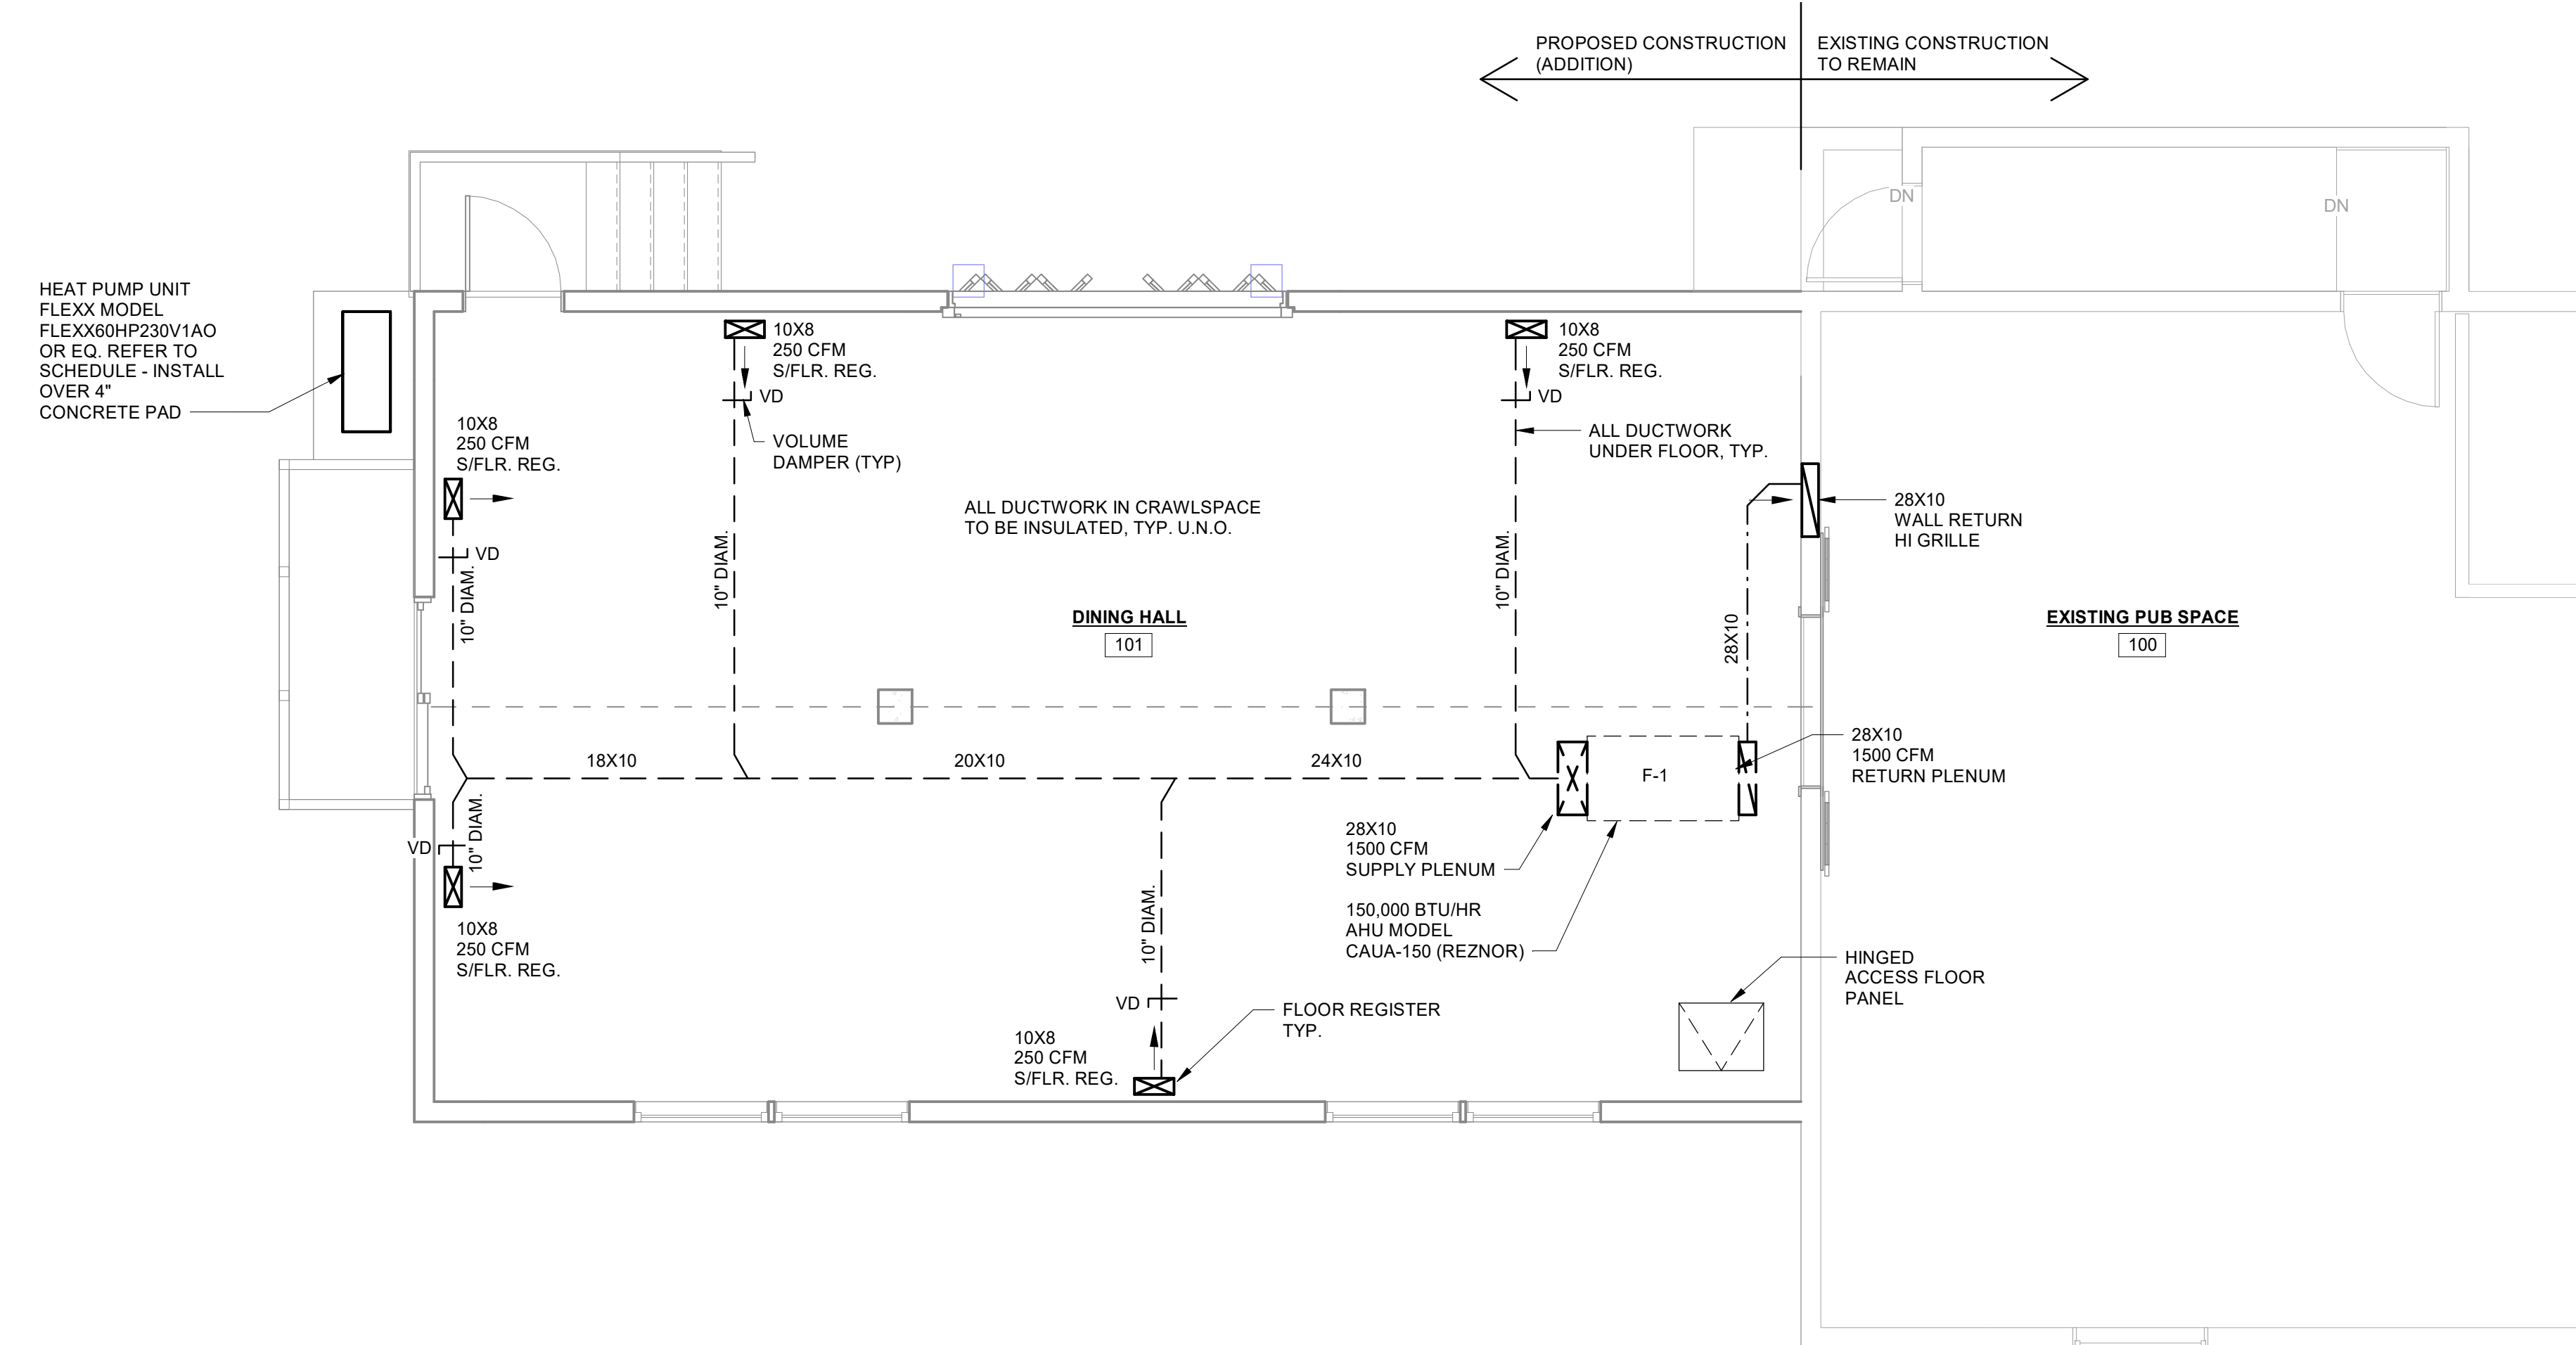 PROPOSED CONSTRUCTION
(ADDITION)
EXISTING CONSTRUCTION
TO REMAIN
DN
DN
HEAT PUMP UNIT
FLEXX MODEL
FLEXX60HP230V1AO
OR EQ. REFER TO
SCHEDULE - INSTALL
OVER 4"
CONCRETE PAD
10X8
250 CFM
S/FLR. REG.
VD
10X8
250 CFM
S/FLR. REG.
VD
VOLUME
DAMPER (TYP)
ALL DUCTWORK
UNDER FLOOR, TYP.
10X8
250 CFM
S/FLR. REG.
VD
10" DIAM.
10" DIAM.
10" DIAM.
ALL DUCTWORK IN CRAWLSPACE
TO BE INSULATED, TYP. U.N.O.
28X10
WALL RETURN
HI GRILLE
28X10
DINING HALL
101
EXISTING PUB SPACE
100
18X10
20X10
24X10
F-1
28X10
1500 CFM
RETURN PLENUM
28X10
1500 CFM
SUPPLY PLENUM
10" DIAM.
VD
10X8
250 CFM
S/FLR. REG.
10" DIAM.
VD
150,000 BTU/HR
AHU MODEL
CAUA-150 (REZNOR)
HINGED
ACCESS FLOOR
PANEL
FLOOR REGISTER
TYP.
10X8
250 CFM
S/FLR. REG.